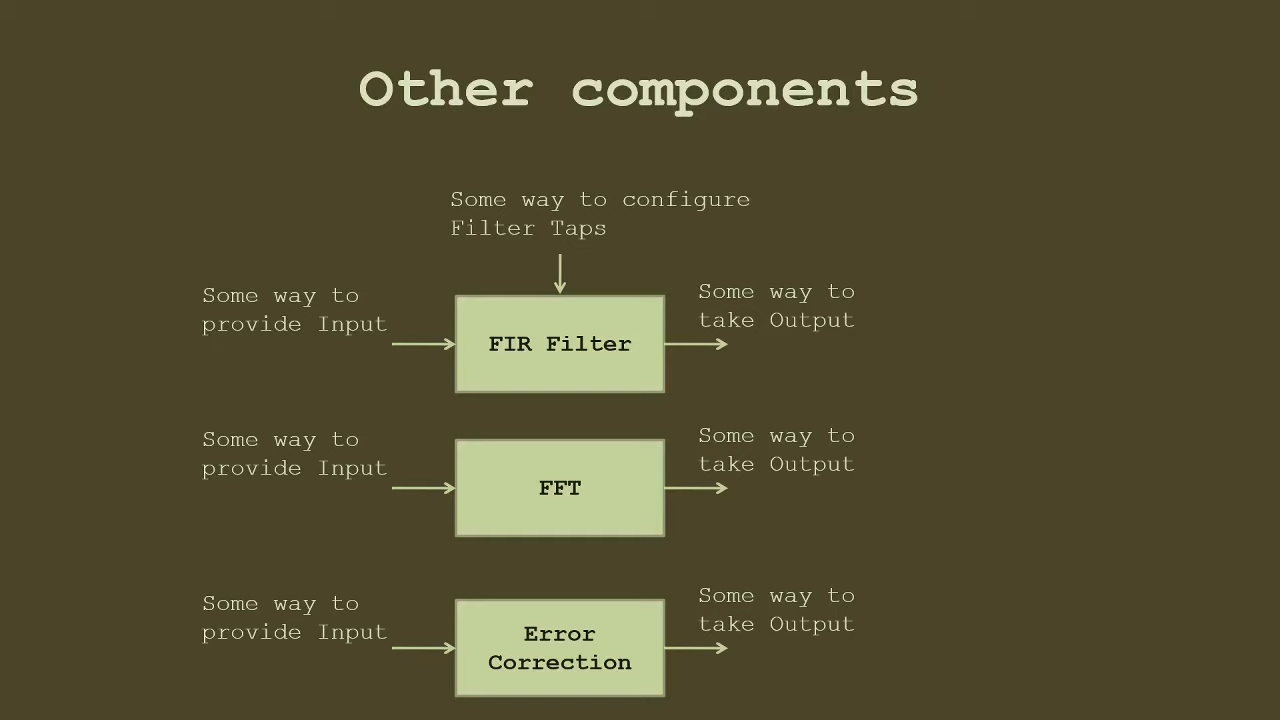 Other components
Some way to configure
Filter Taps
Some way to
provide Input
FIR Filter
Some way to
take Output
Some way to
provide Input
FFT
Some way to
take Output
Some way to
provide Input
Error
Correction
Some way to
take Output